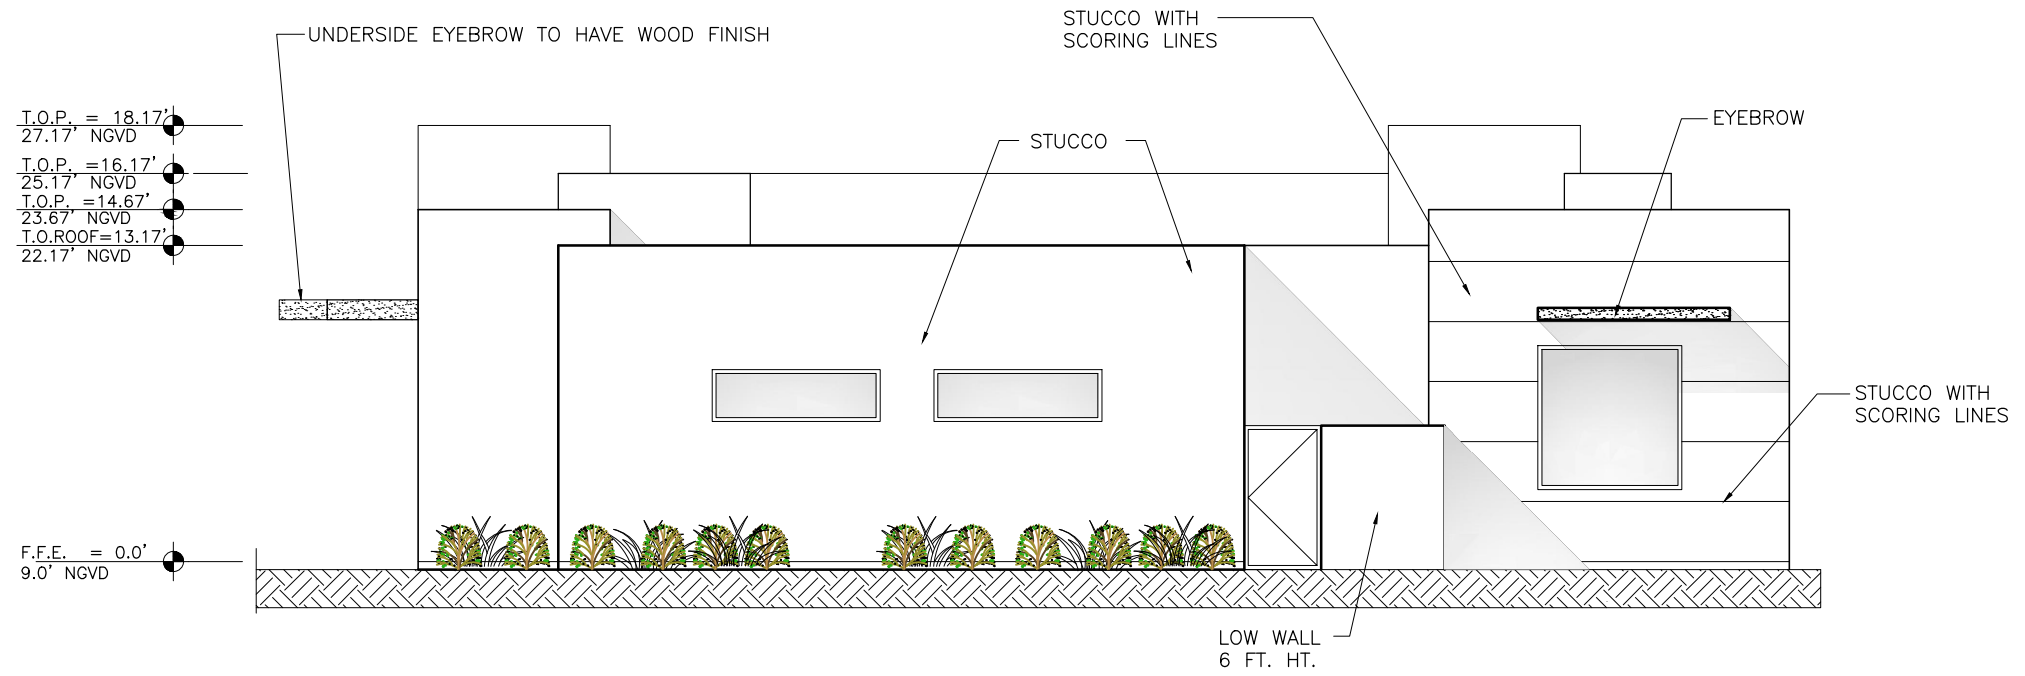 STUCCO WITH
SCORING LINES
UNDERSIDE EYEBROW TO HAVE WOOD FINISH
T.O.P. = 18.17'
27.17' NGVD
EYEBROW
STUCCO
T.O.P. =16.17'
25.17' NGVD
T.O.P. =14.67'
23.67' NGVD
T.O.ROOF=13.17'
22.17' NGVD
STUCCO WITH
SCORING LINES
F.F.E. = 0.0'
9.0' NGVD
LOW WALL
6 FT. HT.